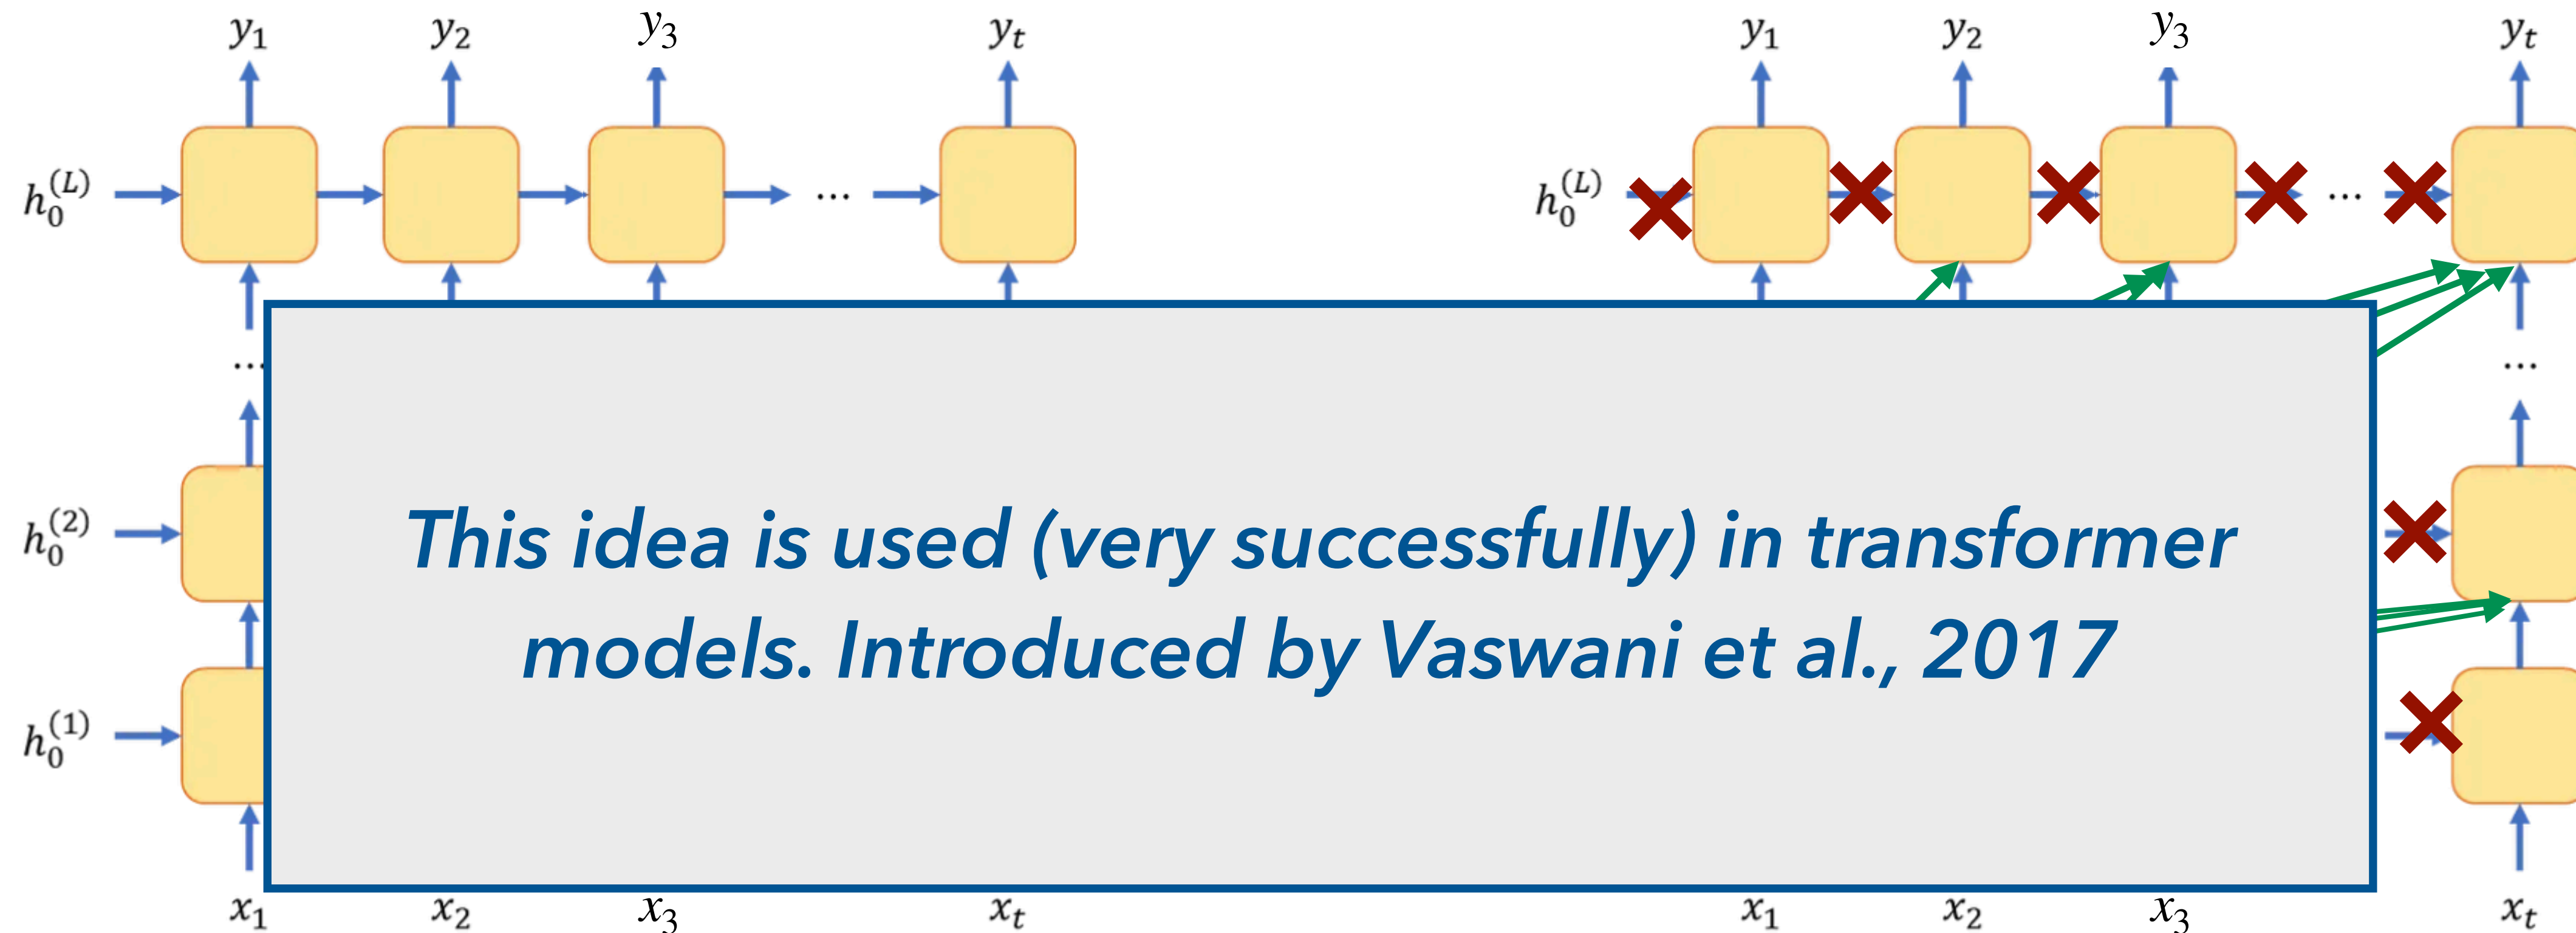 y₁ y₂ y₃ yₜ y₁ y₂ y₃ yₜ
h₀⁽ᴸ⁾ ... h₀⁽ᴸ⁾ ...
... ...
h₀⁽²⁾
This idea is used (very successfully) in transformer
models. Introduced by Vaswani et al., 2017
h₀⁽¹⁾
x₁ x₂ x₃ xₜ x₁ x₂ x₃ xₜ